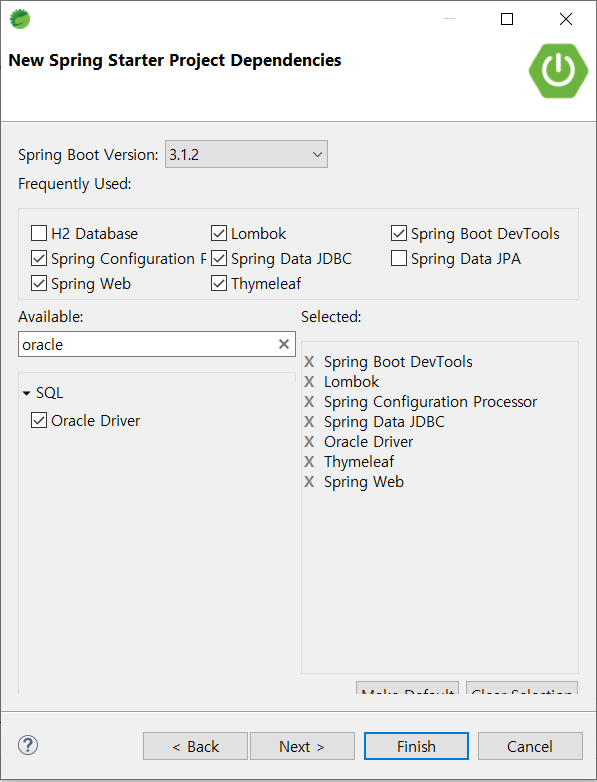 New Spring Starter Project Dependencies
Spring Boot Version: 3.1.2
Frequently Used:
H2 Database Lombok Spring Boot DevTools
Spring Configuration P Spring Data JDBC Spring Data JPA
Spring Web Thymeleaf
Available: Selected:
oracle
SQL
Oracle Driver
X Spring Boot DevTools
X Lombok
X Spring Configuration Processor
X Spring Data JDBC
X Oracle Driver
X Thymeleaf
X Spring Web
Make Default Clear Selection
? < Back Next > Finish Cancel